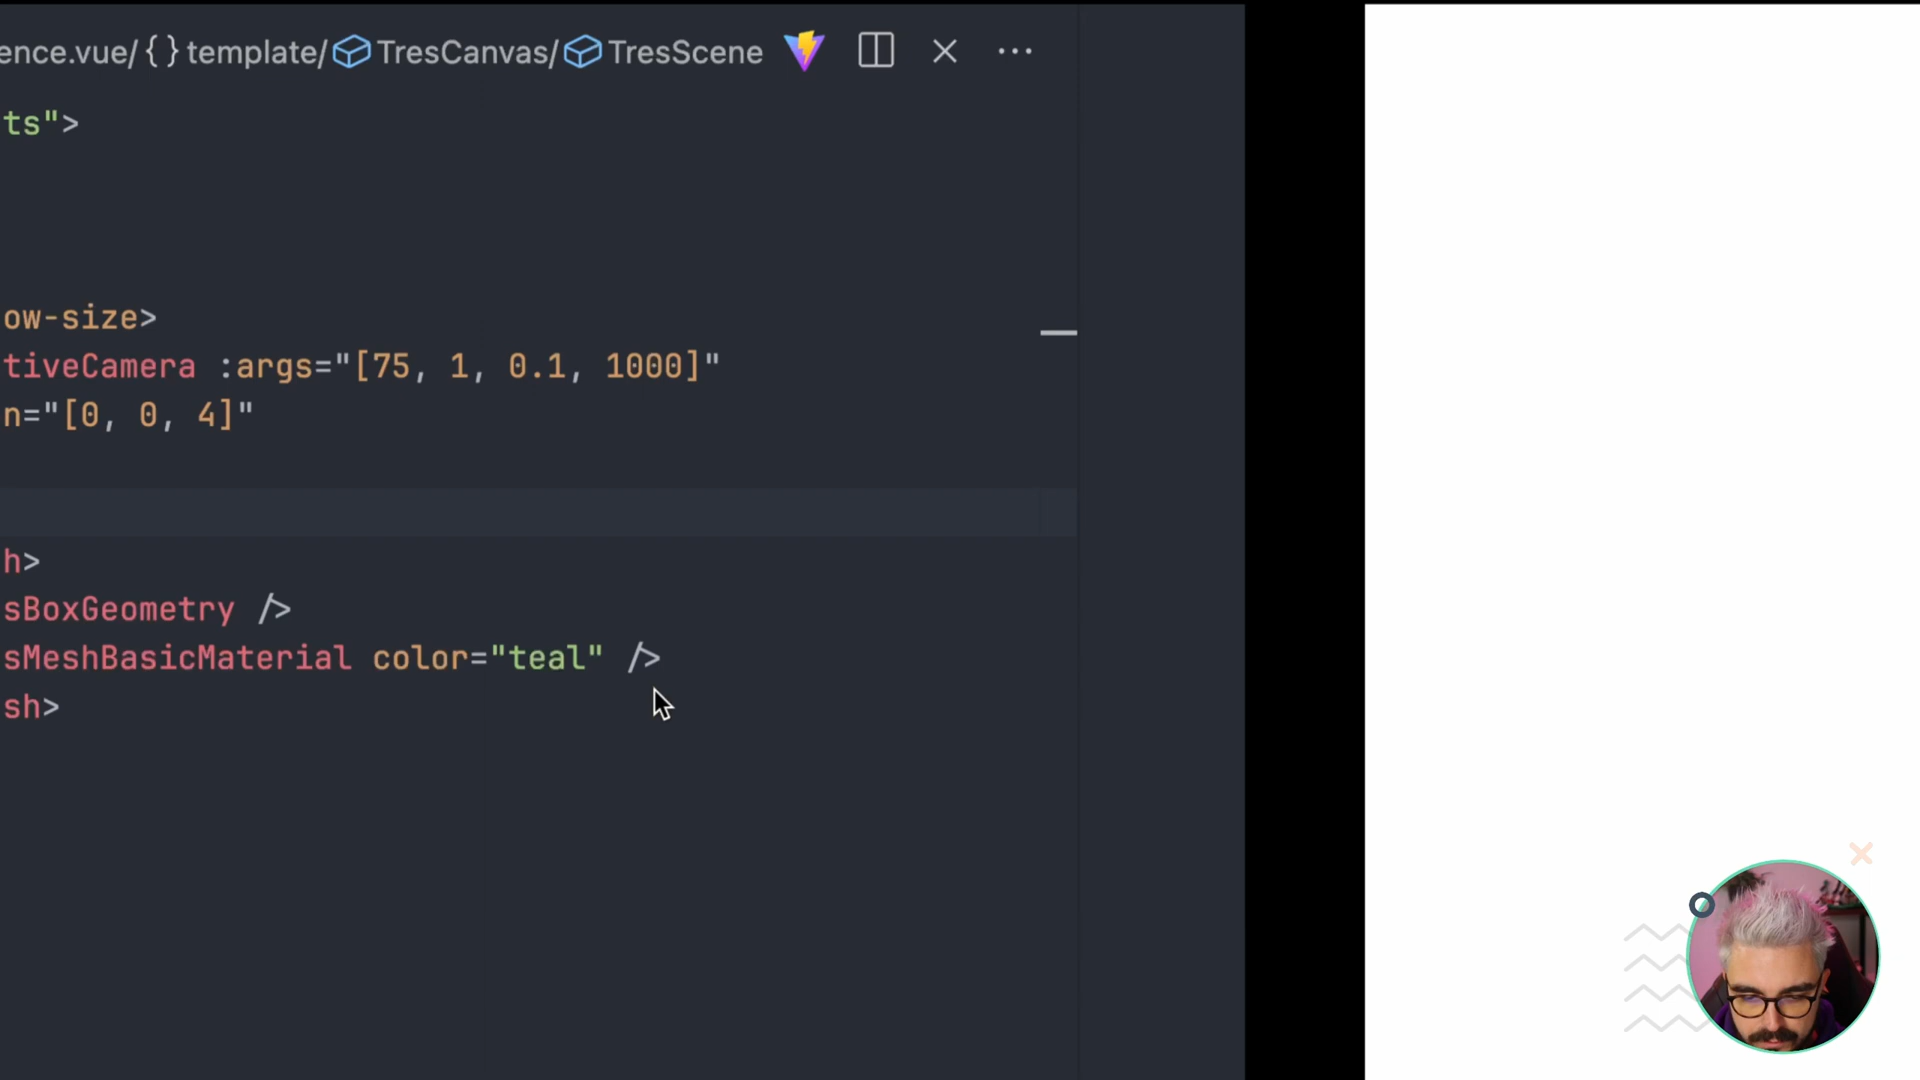 ence.vue/ {} template/ TresCanvas/ TresScene
ts">
ow-size>
tiveCamera :args="[75, 1, 0.1, 1000]"
n="[0, 0, 4]"
h>
sBoxGeometry />
sMeshBasicMaterial color="teal" />
sh>